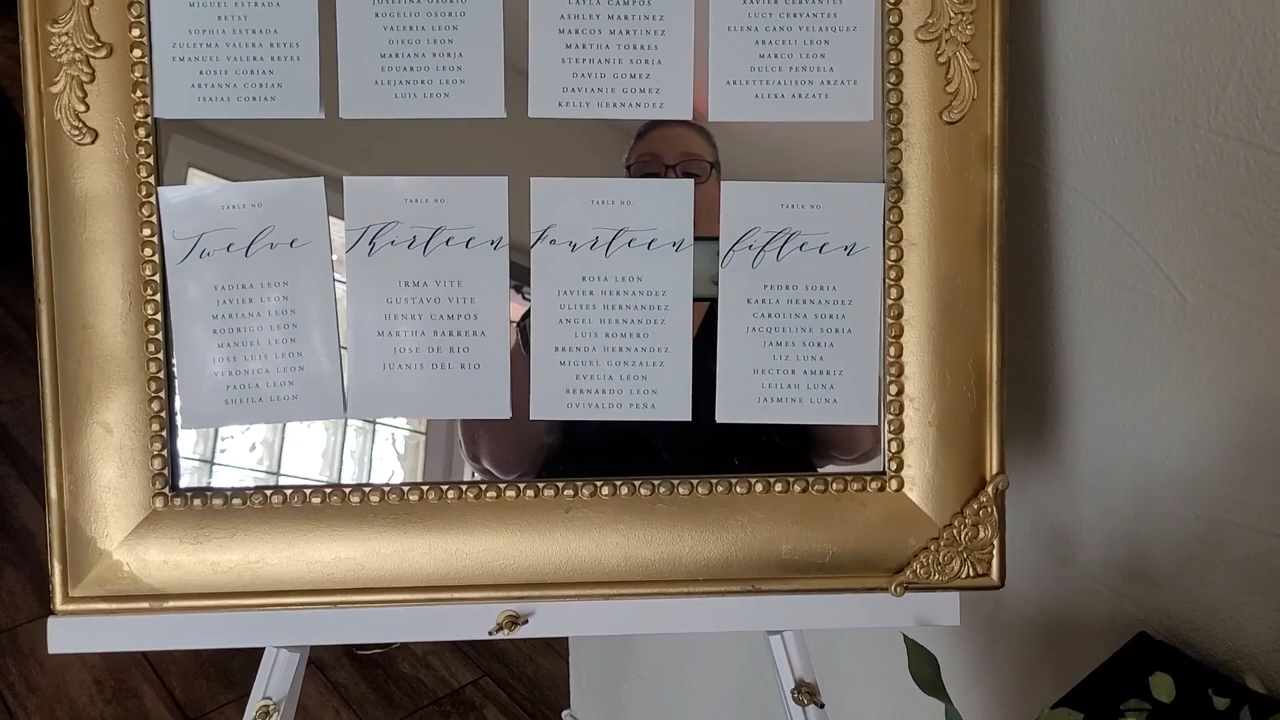 MIGUEL ESTRADA
BETSY
SOPHIA ESTRADA
ZULEYMA VALERA REYES
EMANUEL VALERA REYES
ROSIE COBIAN
ARYANNA COBIAN
ISAIAS COBIAN
JOSEFINA OSORIO
ROGELIO OSORIO
VALERIA LEON
DIEGO LEON
MARIANA BORJA
EDUARDO LEON
ALEJANDRO LEON
LUIS LEON
LAYLA CAMPOS
ASHLEY MARTINEZ
MARCOS MARTINEZ
MARTHA TORRES
STEPHANIE SORIA
DAVID GOMEZ
DAVIANIE GOMEZ
KELLY HERNANDEZ
XAVIER CERVANTES
LUCY CERVANTES
ELENA CANO VELASQUEZ
ARACELI LEON
MARCO LEON
DULCE PEÑUELA
ARLETTE/ALISON ARZATE
ALEXA ARZATE
TABLE NO.
Twelve
YADIRA LEON
JAVIER LEON
MARIANA LEON
RODRIGO LEON
MANUEL LEON
JOSE LUIS LEON
VERONICA LEON
PAOLA LEON
SHEILA LEON
TABLE NO.
Thirteen
IRMA VITE
GUSTAVO VITE
HENRY CAMPOS
MARTHA BARRERA
JOSE DE RIO
JUANIS DEL RIO
TABLE NO.
Fourteen
ROSA LEON
JAVIER HERNANDEZ
ULISES HERNANDEZ
ANGEL HERNANDEZ
LUIS ROMERO
BRENDA HERNANDEZ
MIGUEL GONZALEZ
EVELIA LEON
BERNARDO LEON
OVIVALDO PEÑA
TABLE NO.
fifteen
PEDRO SORIA
KARLA HERNANDEZ
CAROLINA SORIA
JACQUELINE SORIA
JAMES SORIA
LIZ LUNA
HECTOR AMBRIZ
LEILAH LUNA
JASMINE LUNA